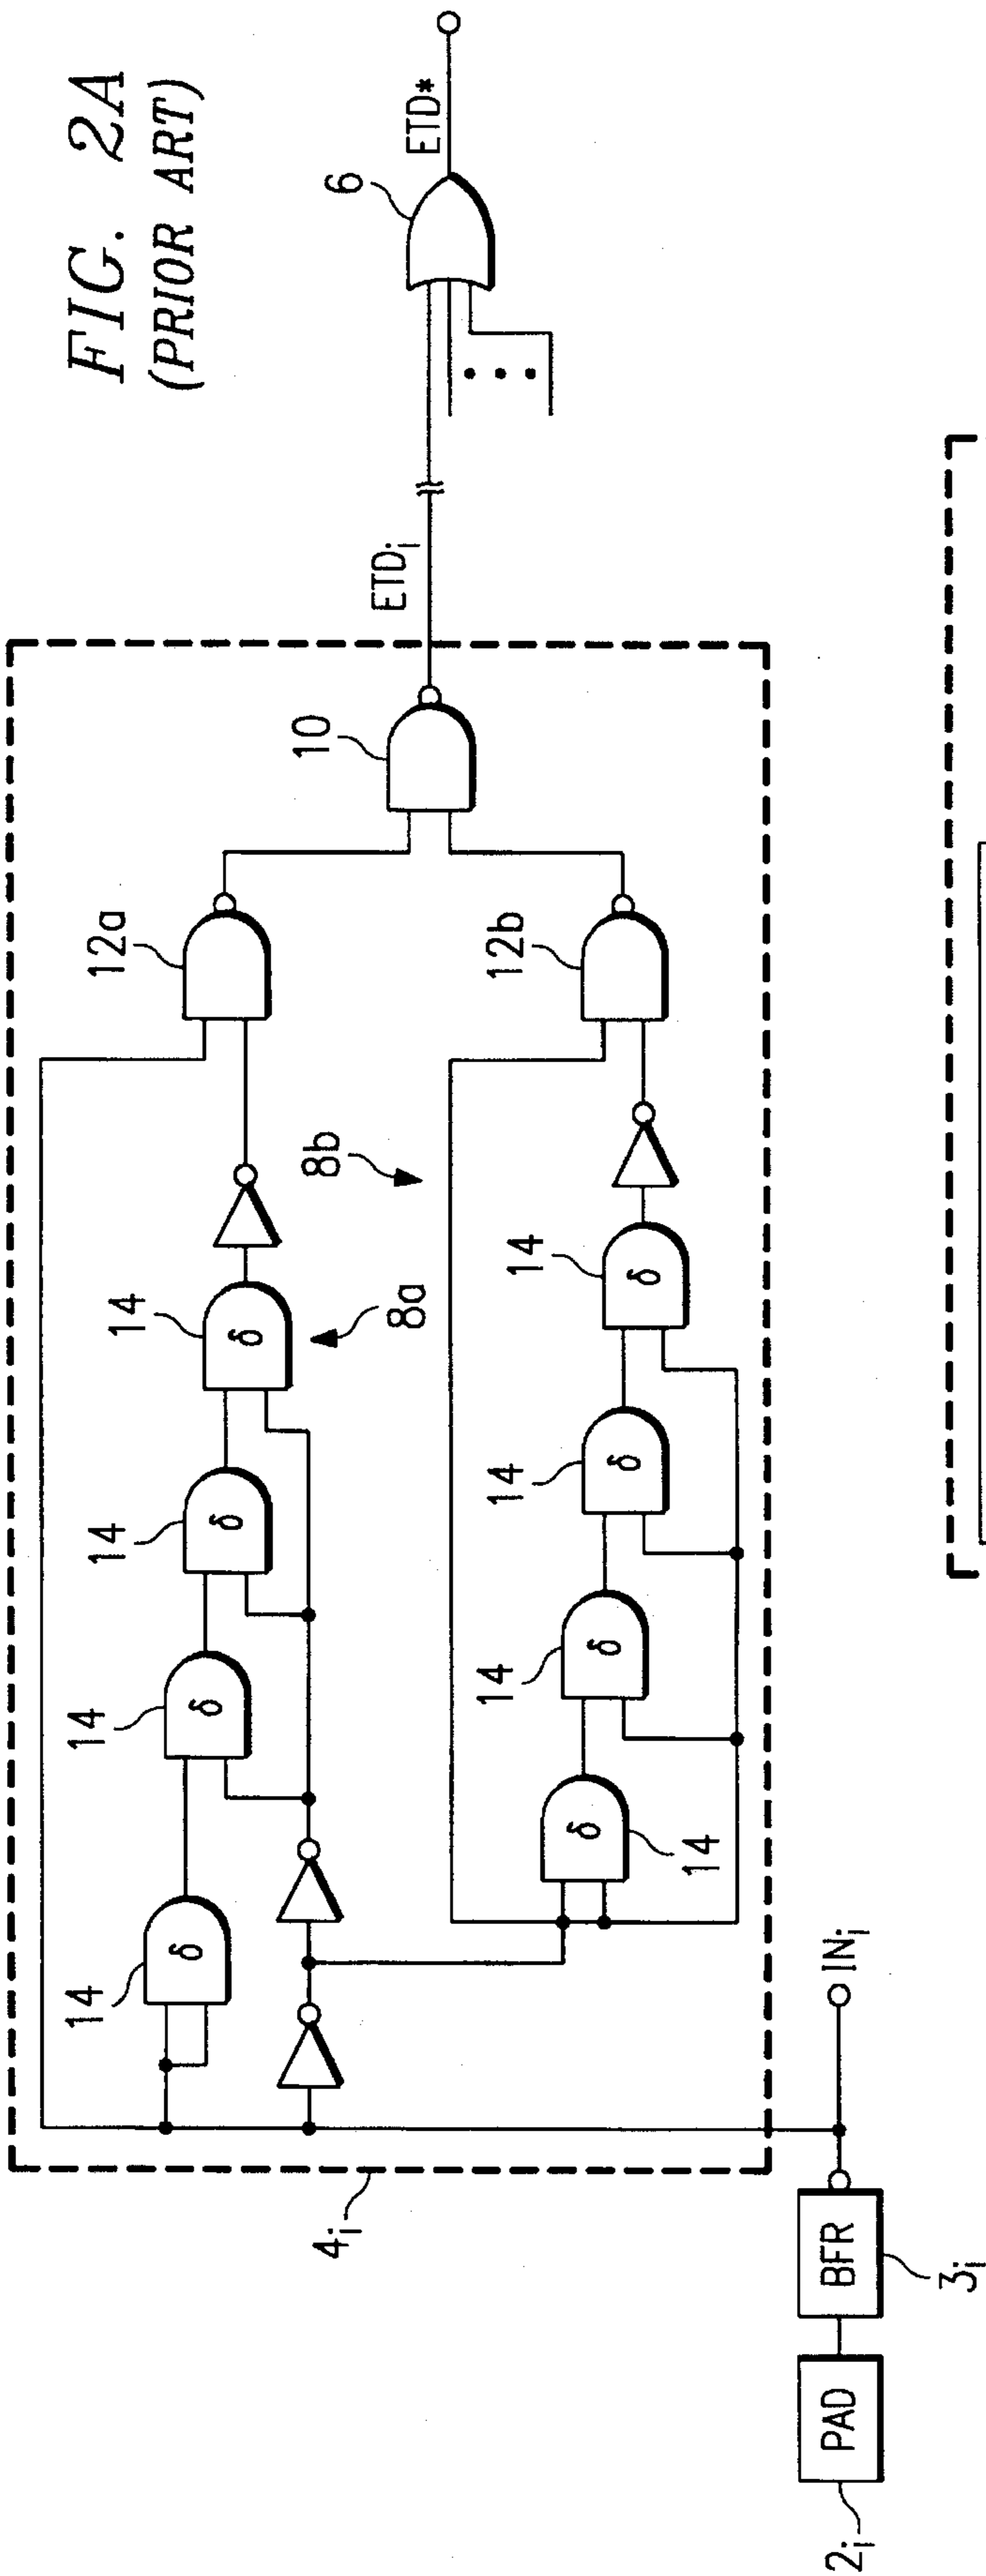 FIG. 2A
(PRIOR ART)
ETD*
6
ETDi
10
12a
12b
8b
8a
14
14
14
14
14
14
14
14
δ
δ
δ
δ
δ
δ
δ
δ
4i
INi
BFR
3i
PAD
2i